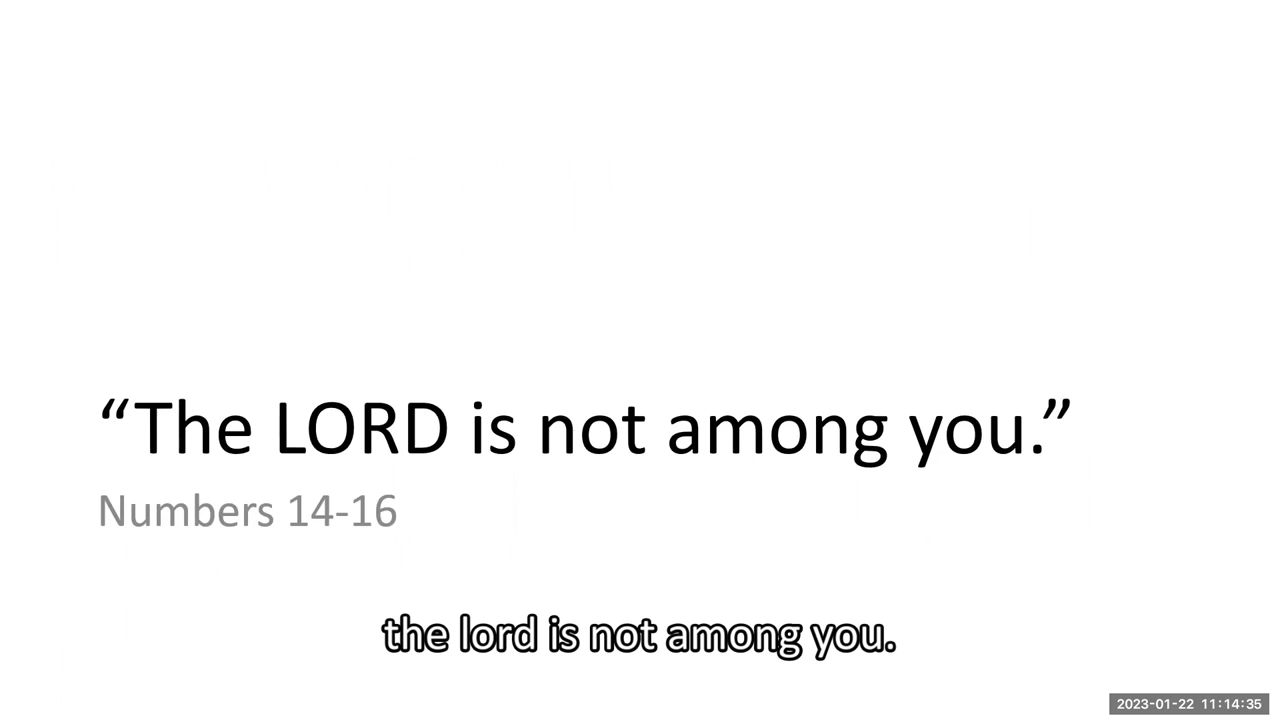 “The LORD is not among you.”
Numbers 14-16
the lord is not among you.
2023-01-22 11:14:35